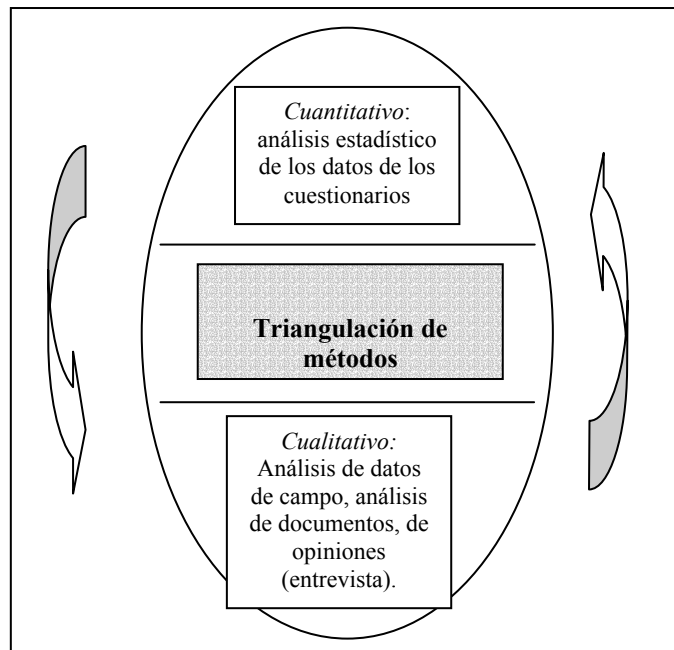 Cuantitativo:
análisis estadístico
de los datos de los
cuestionarios
Triangulación de
métodos
Cualitativo:
Análisis de datos
de campo, análisis
de documentos, de
opiniones
(entrevista).